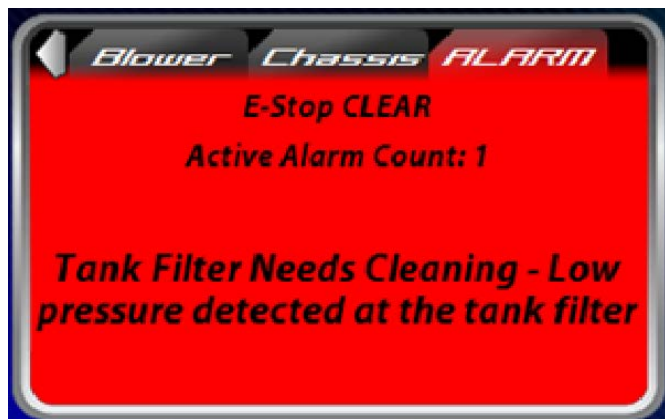 Blower Chassis ALARM
E-Stop CLEAR
Active Alarm Count: 1
Tank Filter Needs Cleaning - Low
pressure detected at the tank filter